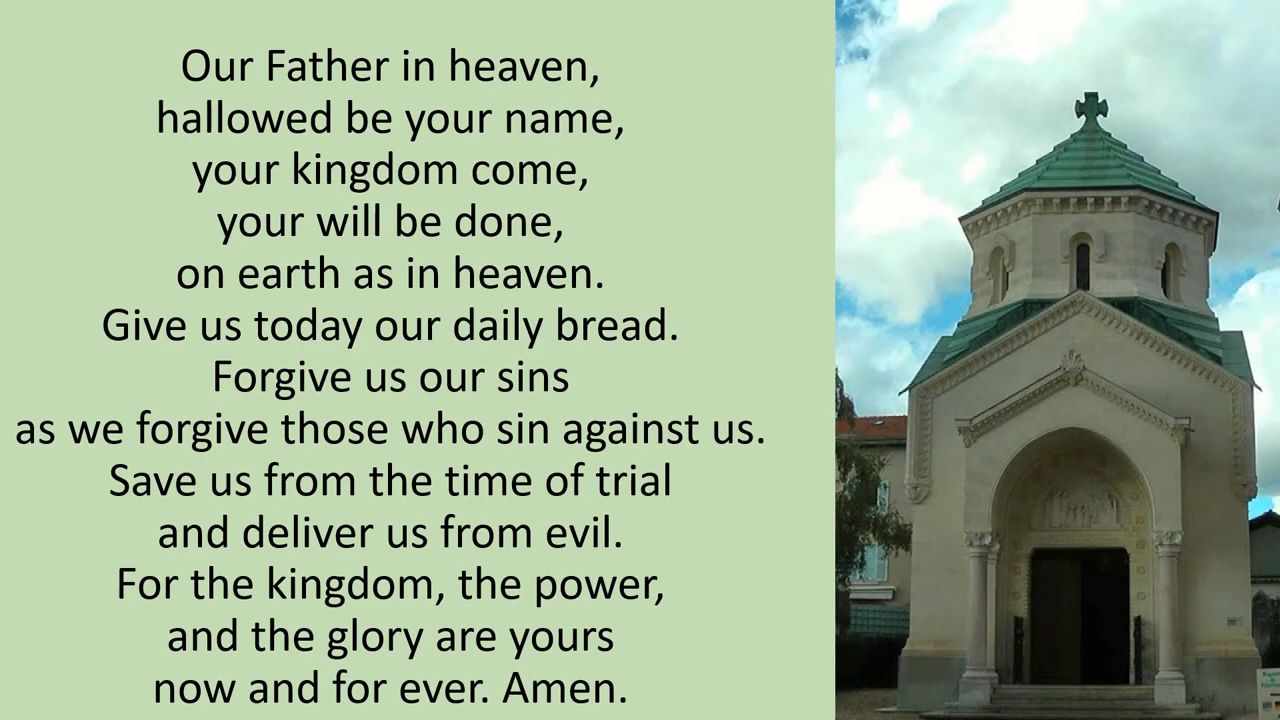 Our Father in heaven,
hallowed be your name,
your kingdom come,
your will be done,
on earth as in heaven.
Give us today our daily bread.
Forgive us our sins
as we forgive those who sin against us.
Save us from the time of trial
and deliver us from evil.
For the kingdom, the power,
and the glory are yours
now and for ever. Amen.